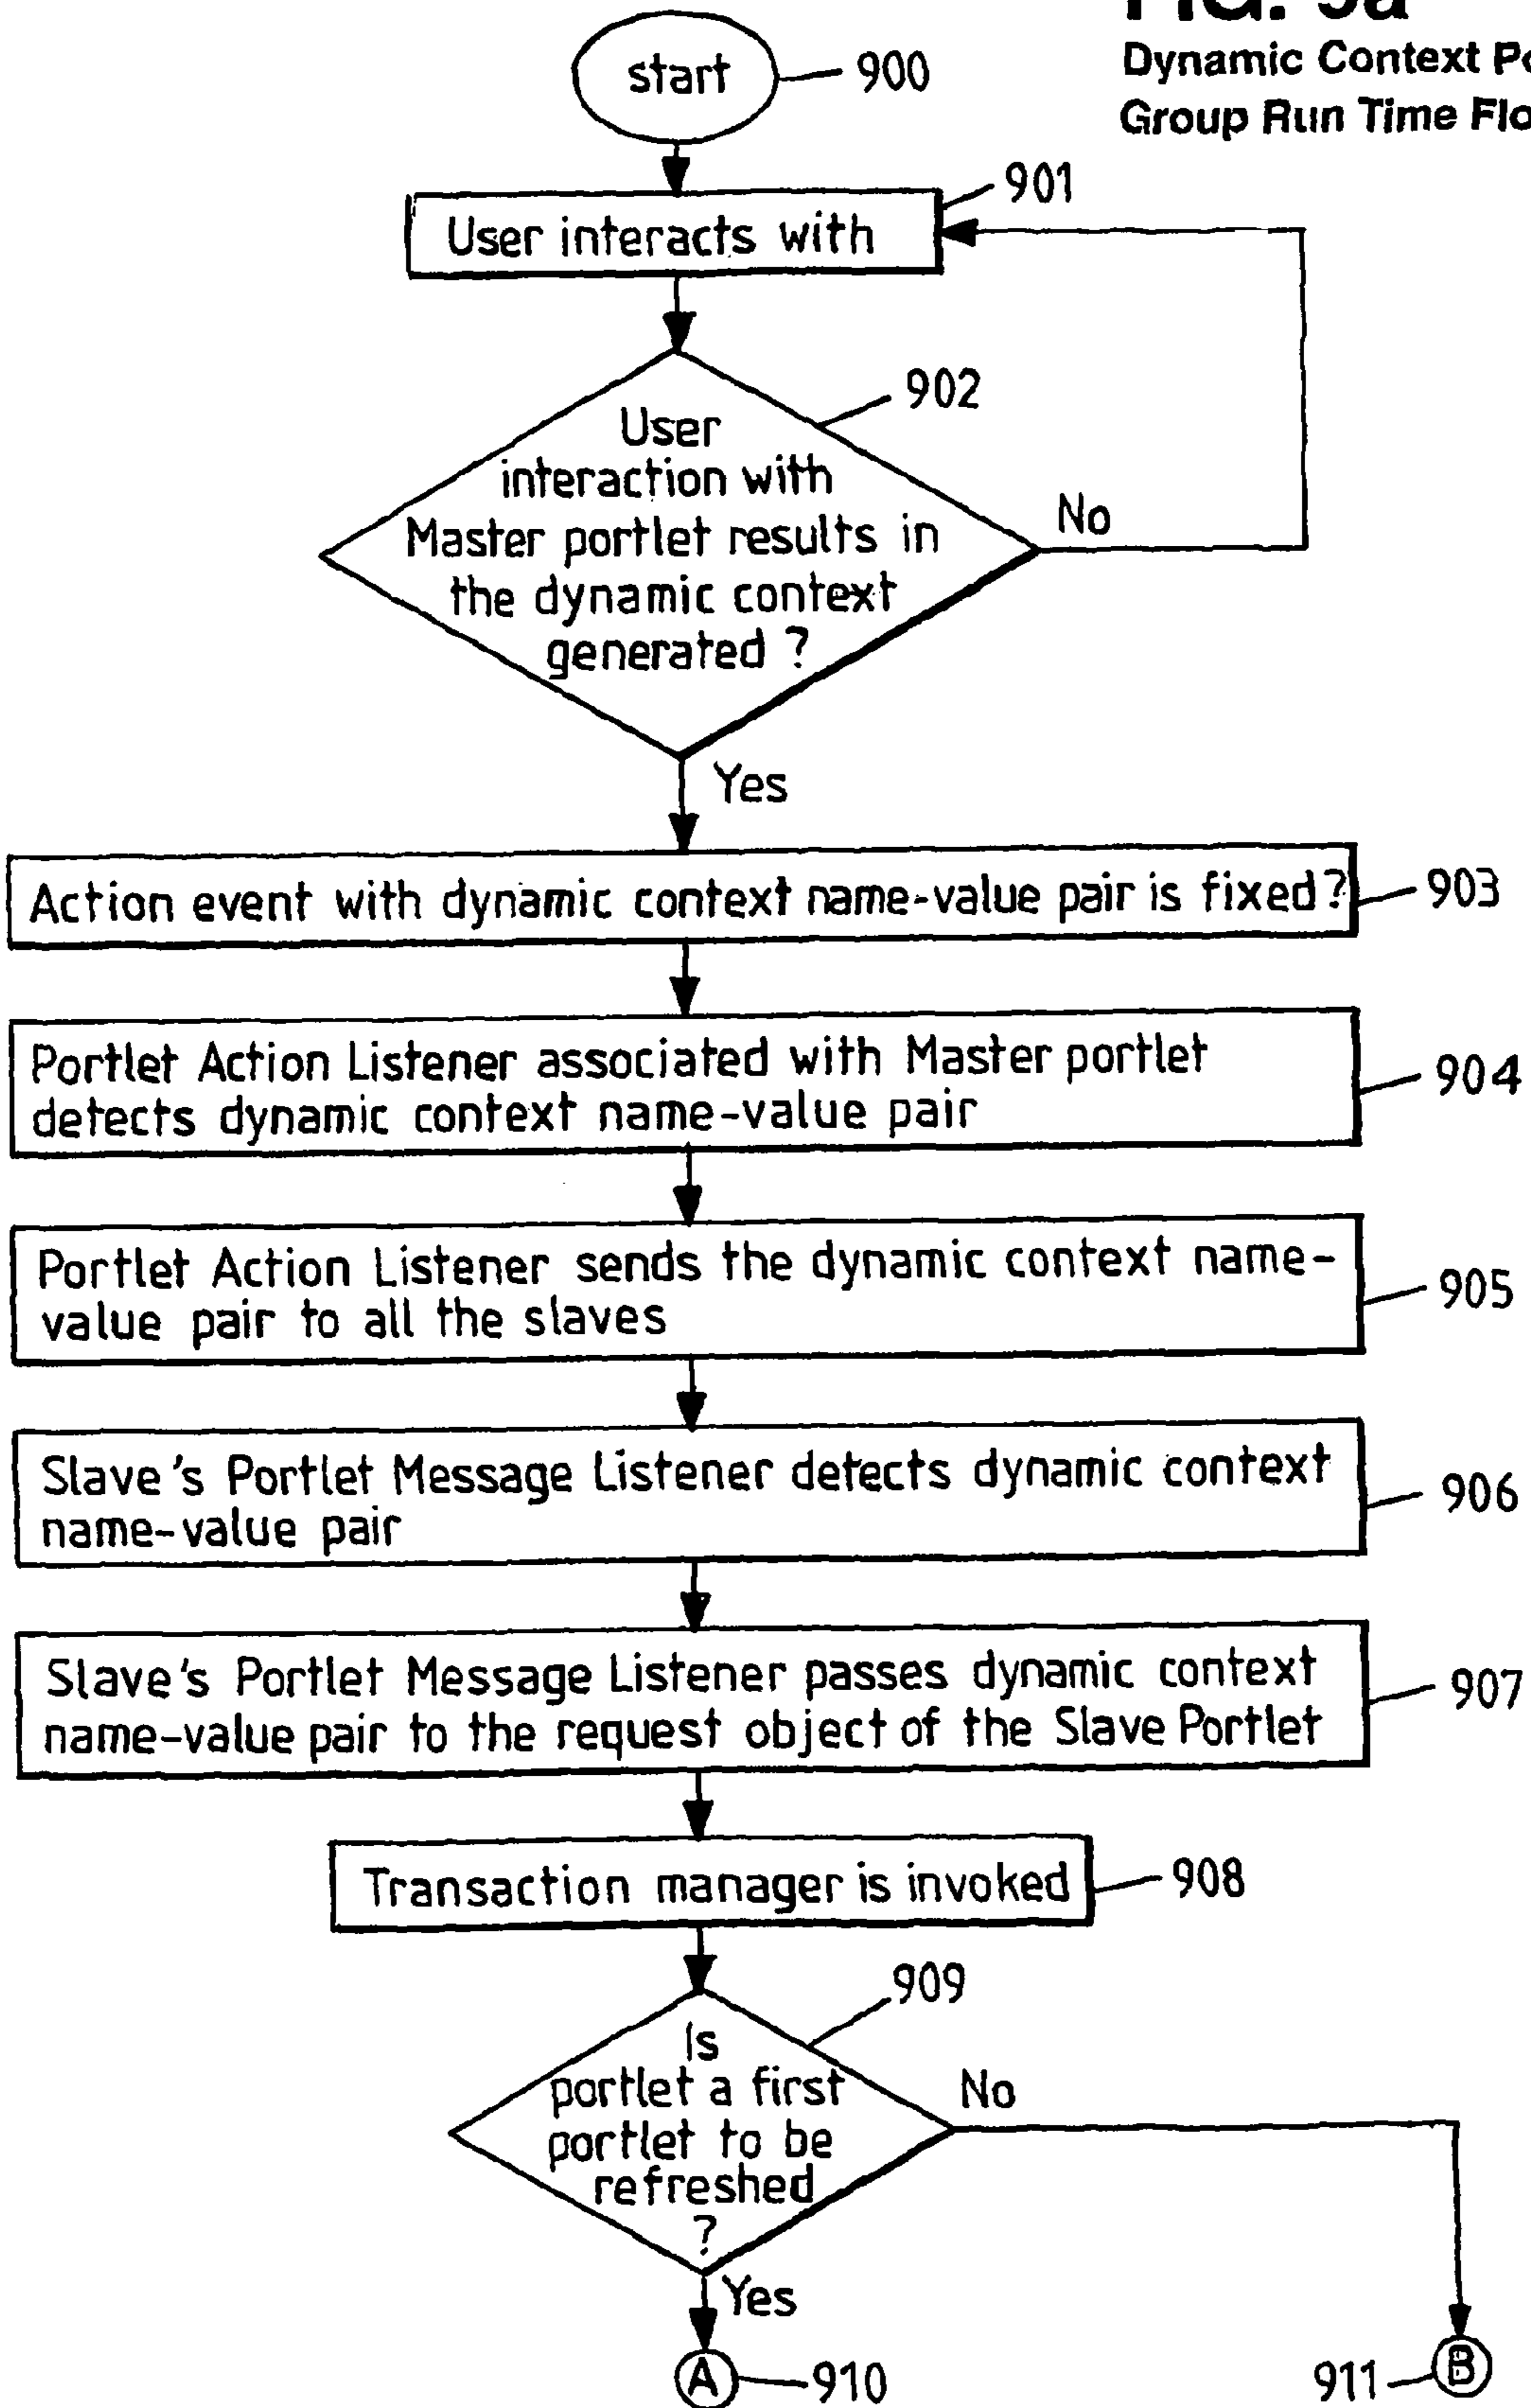 FIG. 9a
Dynamic Context
Group Run Time
start
900
901
User interacts with
902
User
interaction with
Master portlet results in
the dynamic context
generated ?
No
Yes
Action event with dynamic context name-value pair is fixed?
903
Portlet Action Listener associated with Master portlet
detects dynamic context name-value pair
904
Portlet Action Listener sends the dynamic context name-
value pair to all the slaves
905
Slave's Portlet Message Listener detects dynamic context
name-value pair
906
Slave's Portlet Message Listener passes dynamic context
name-value pair to the request object of the Slave Portlet
907
Transaction manager is invoked
908
909
Is
portlet a first
portlet to be
refreshed
?
No
Yes
A
910
911
B